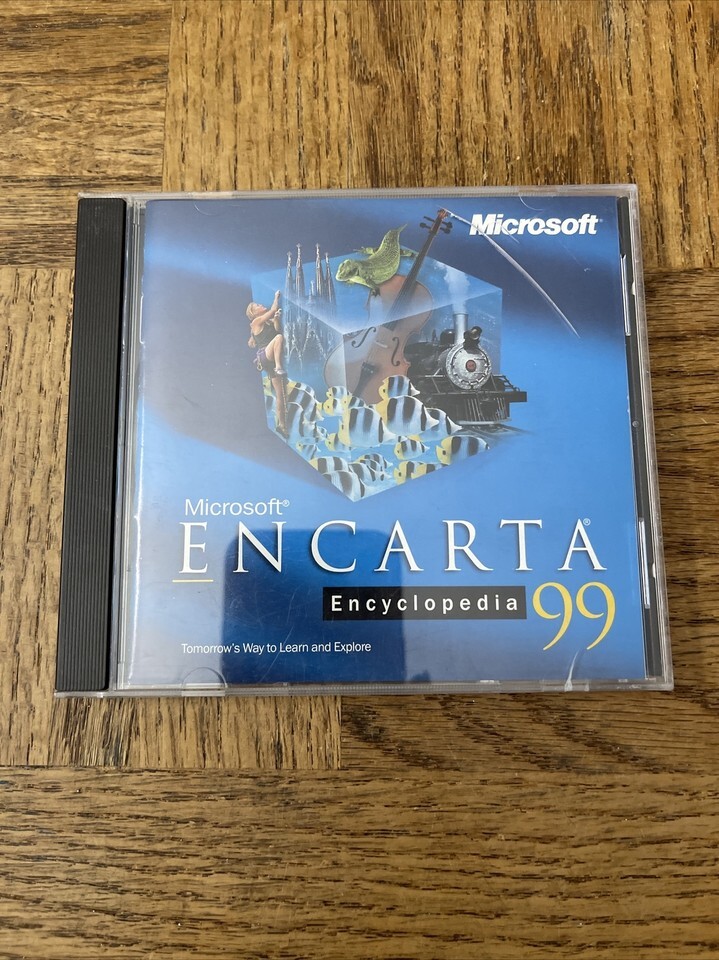 Microsoft
Microsoft®
ENCARTA®
Encyclopedia 99
Tomorrow's Way to Learn and Explore